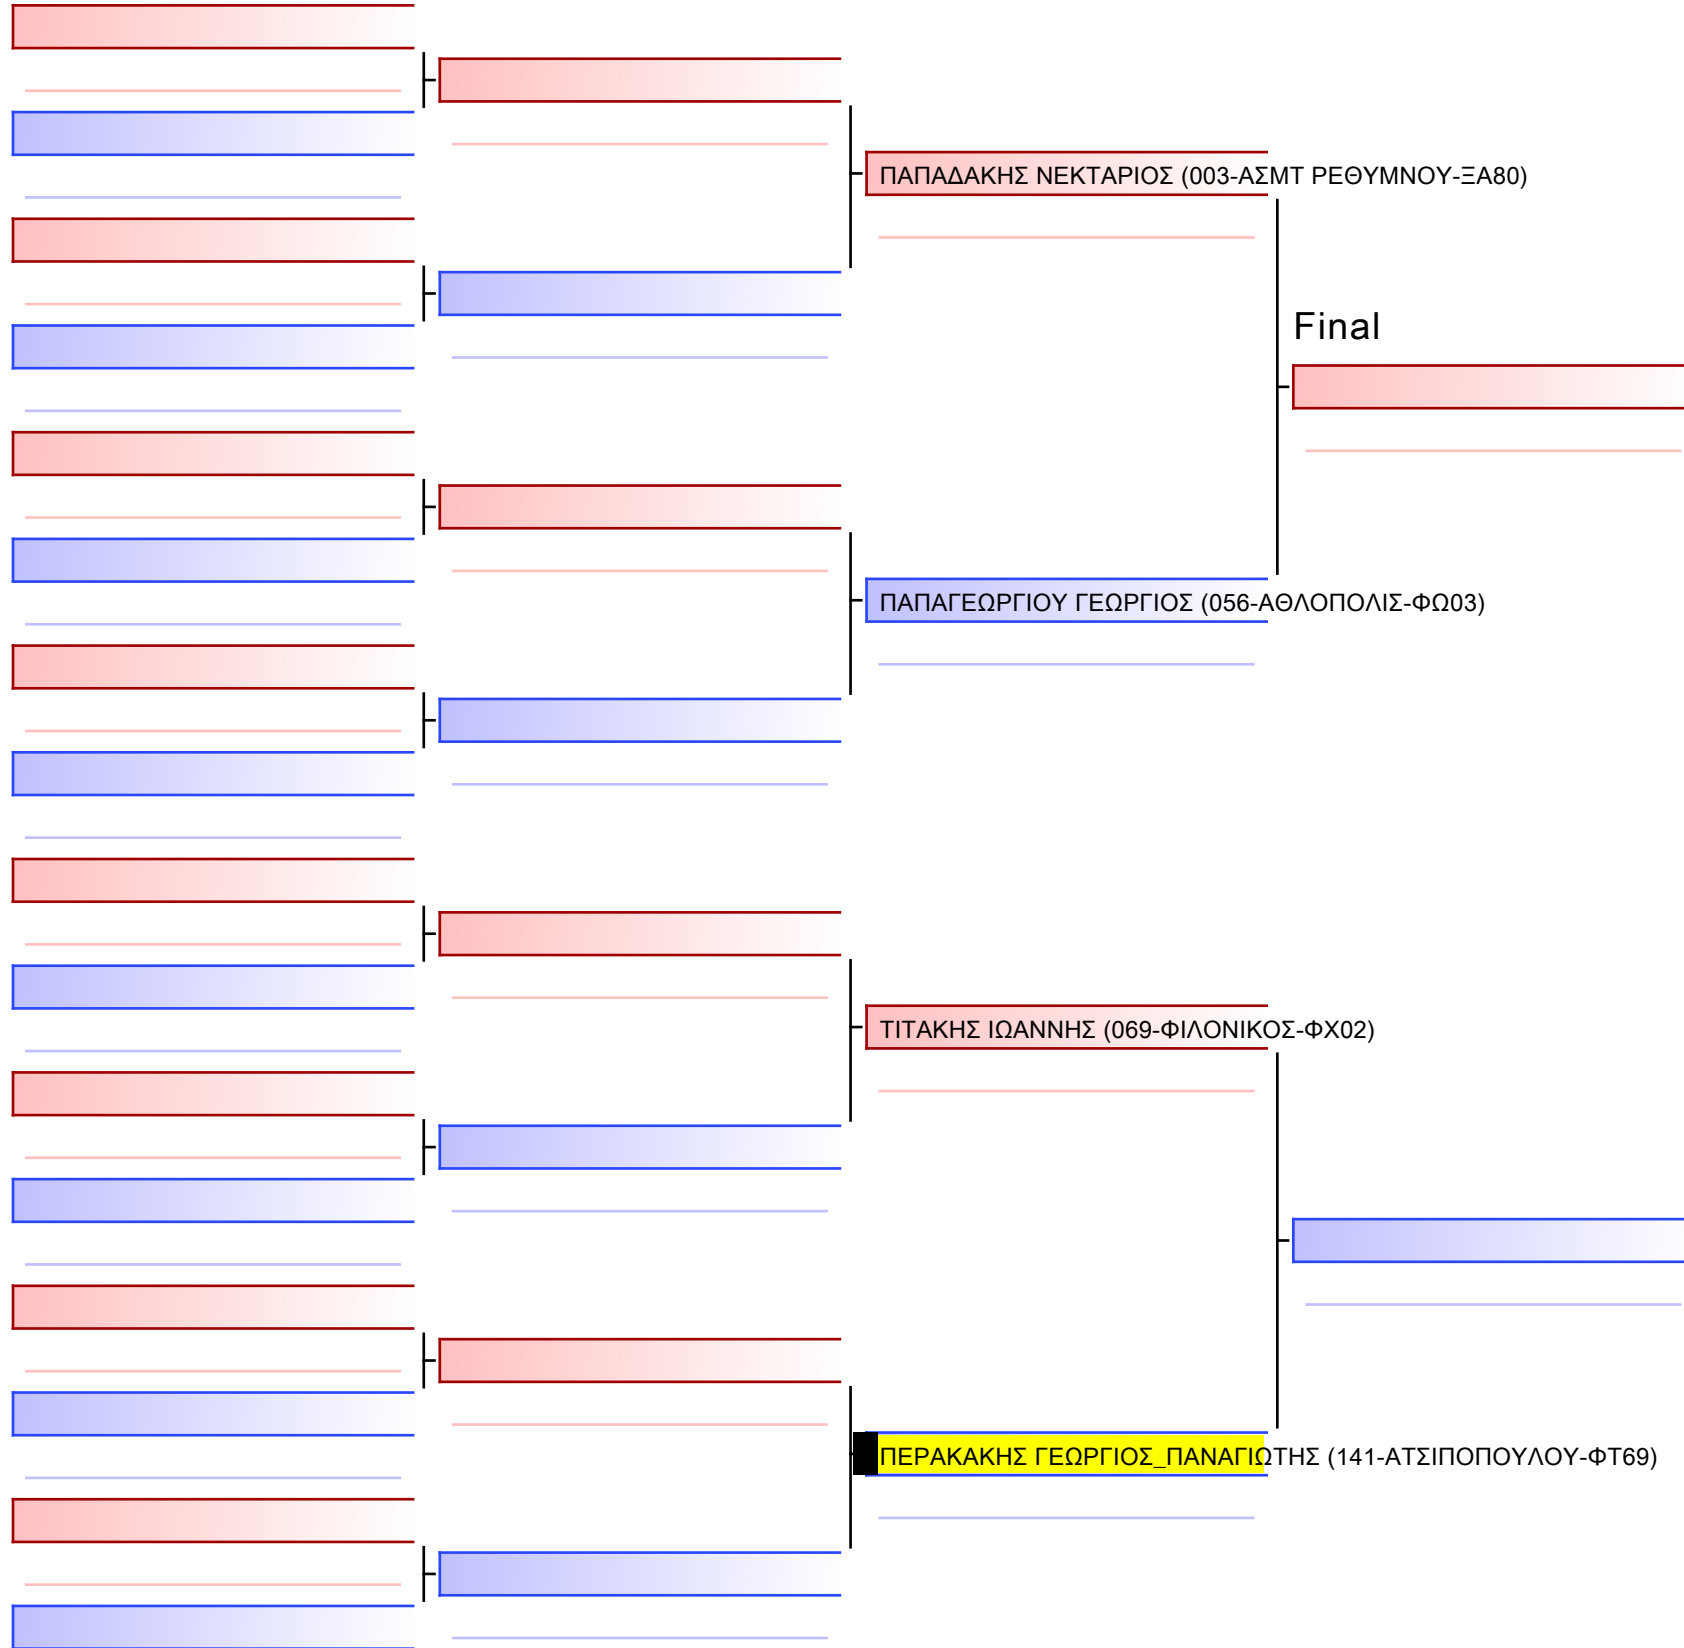 ΠΑΠΑΔΑΚΗΣ ΝΕΚΤΑΡΙΟΣ (003-ΑΣΜΤ ΡΕΘΥΜΝΟΥ-ΞΑ80)
Final
ΠΑΠΑΓΕΩΡΓΙΟΥ ΓΕΩΡΓΙΟΣ (056-ΑΘΛΟΠΟΛΙΣ-ΦΩ03)
ΤΙΤΑΚΗΣ ΙΩΑΝΝΗΣ (069-ΦΙΛΟΝΙΚΟΣ-ΦΧ02)
ΠΕΡΑΚΑΚΗΣ ΓΕΩΡΓΙΟΣ_ΠΑΝΑΓΙΩΤΗΣ (141-ΑΤΣΙΠΟΠΟΥΛΟΥ-ΦΤ69)